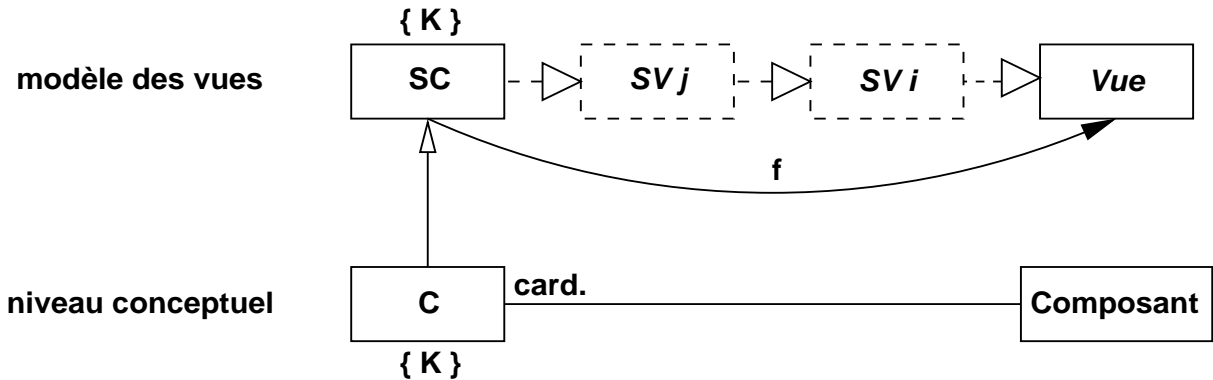 { K }
modèle des vues
SC
SV j
SV i
Vue
f
niveau conceptuel
C
card.
Composant
{ K }